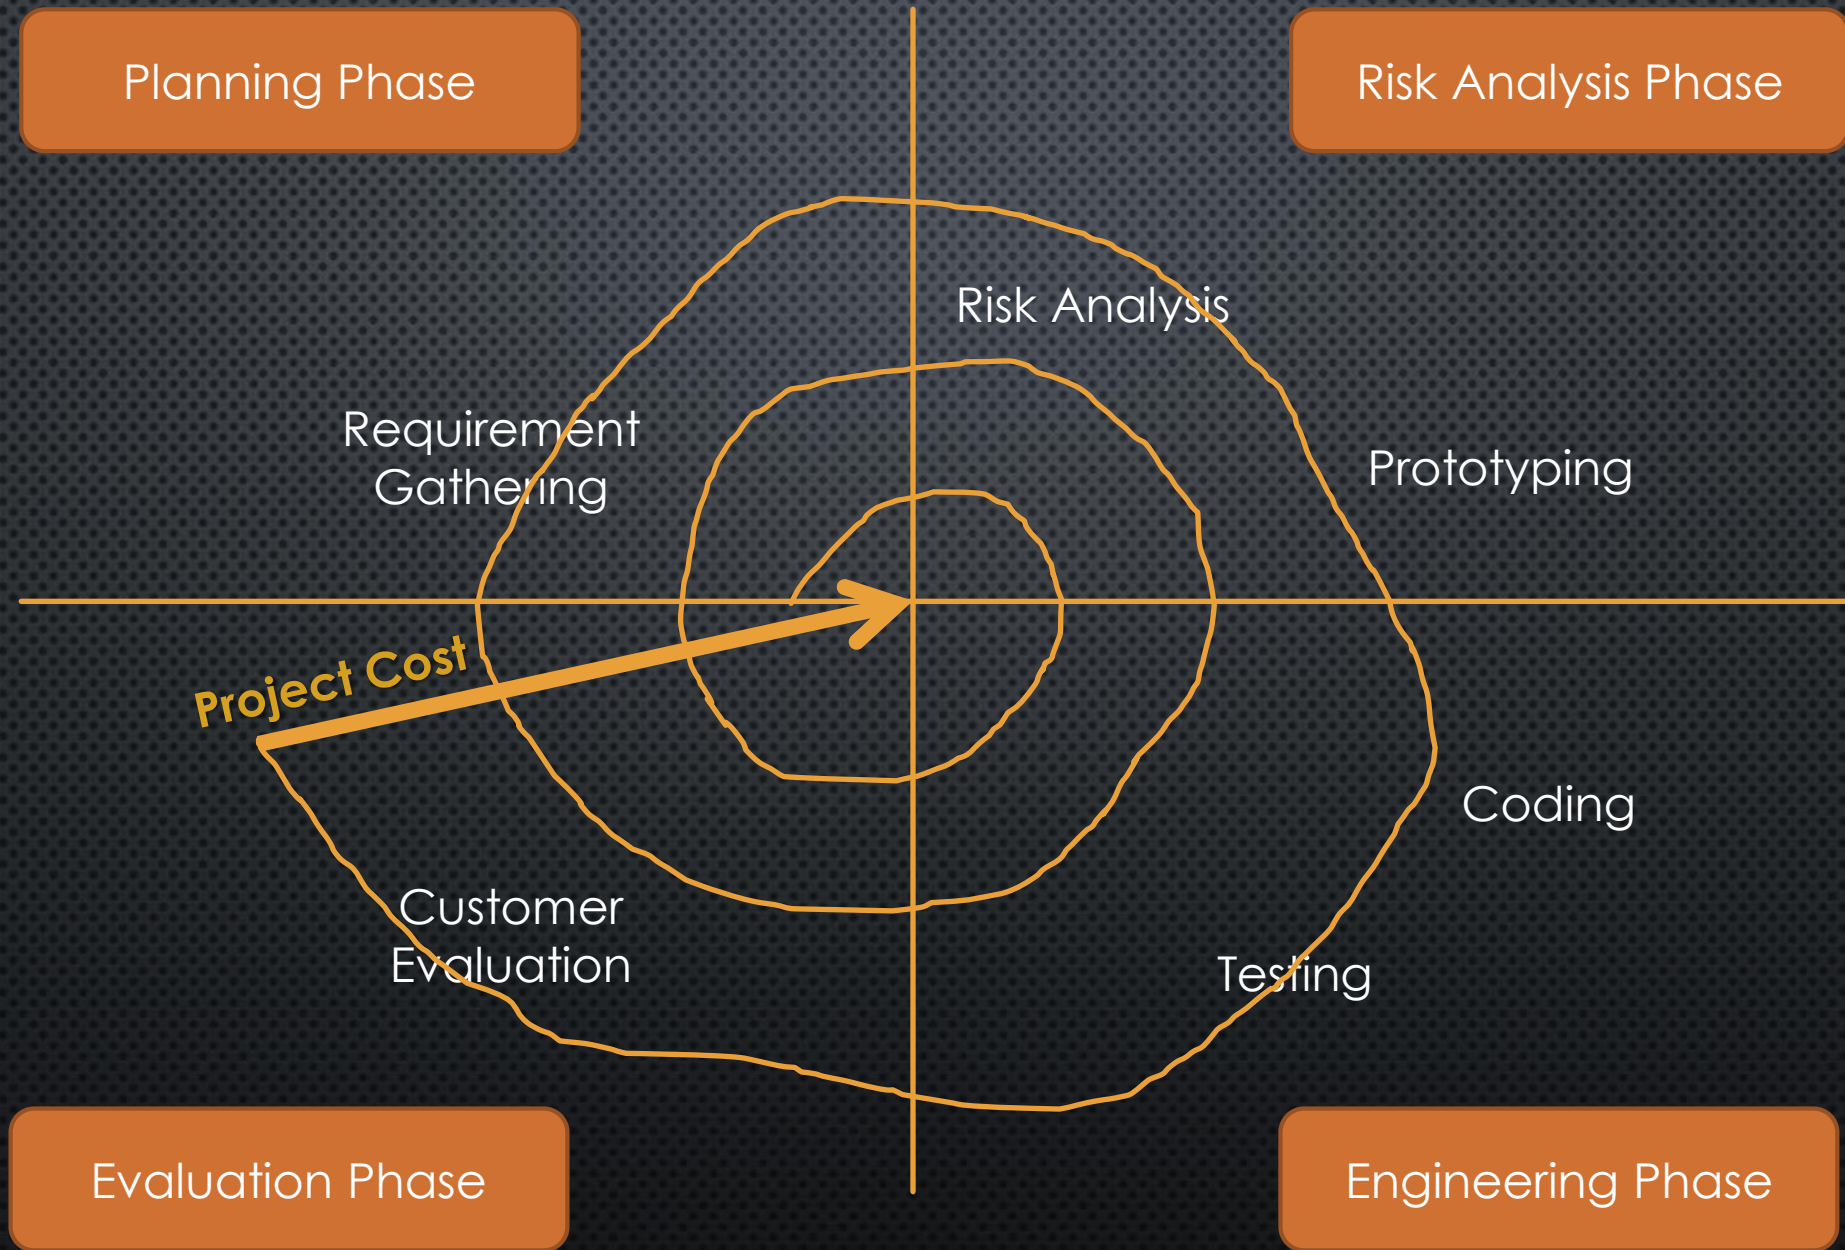 Planning Phase
Risk Analysis Phase
Risk Analysis
Requirement
Gathering
Prototyping
Project Cost
Coding
Customer
Evaluation
Testing
Evaluation Phase
Engineering Phase